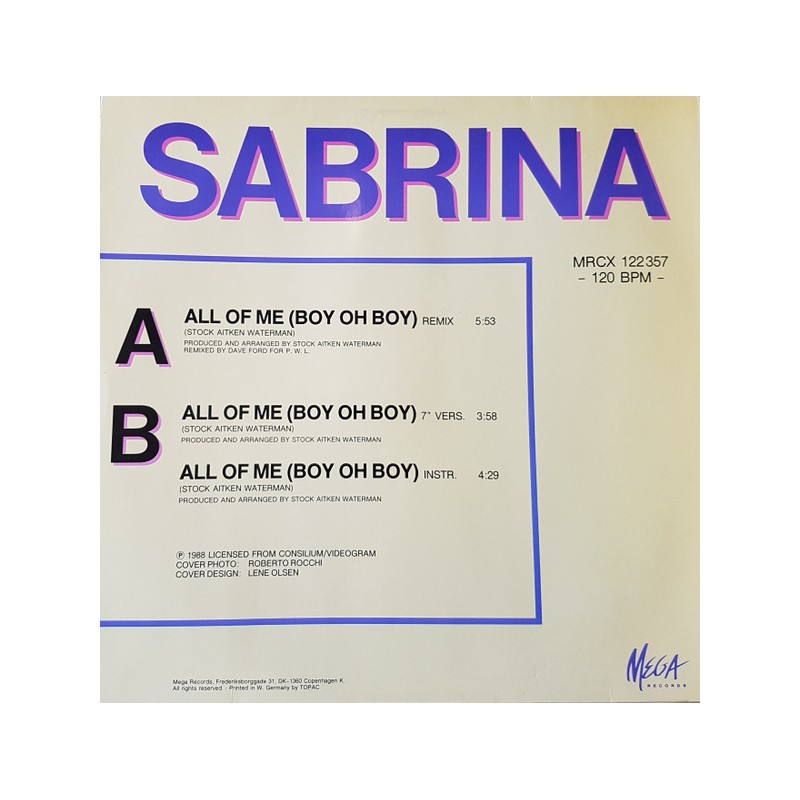 SABRINA
MRCX 122357
- 120 BPM -
A
ALL OF ME (BOY OH BOY) REMIX 5:53
(STOCK AITKEN WATERMAN)
PRODUCED AND ARRANGED BY STOCK AITKEN WATERMAN
REMIXED BY DAVE FORD FOR P.W.L.
B
ALL OF ME (BOY OH BOY) 7" VERS. 3:58
(STOCK AITKEN WATERMAN)
PRODUCED AND ARRANGED BY STOCK AITKEN WATERMAN
ALL OF ME (BOY OH BOY) INSTR. 4:29
(STOCK AITKEN WATERMAN)
PRODUCED AND ARRANGED BY STOCK AITKEN WATERMAN
℗ 1988 LICENSED FROM CONSILIUM/VIDEOGRAM
COVER PHOTO: ROBERTO ROCCHI
COVER DESIGN: LENE OLSEN
Mega Records, Frederiksborggade 31, DK-1360 Copenhagen K.
All rights reserved - Printed in W. Germany by TOPAC
MEGA
RECORDS